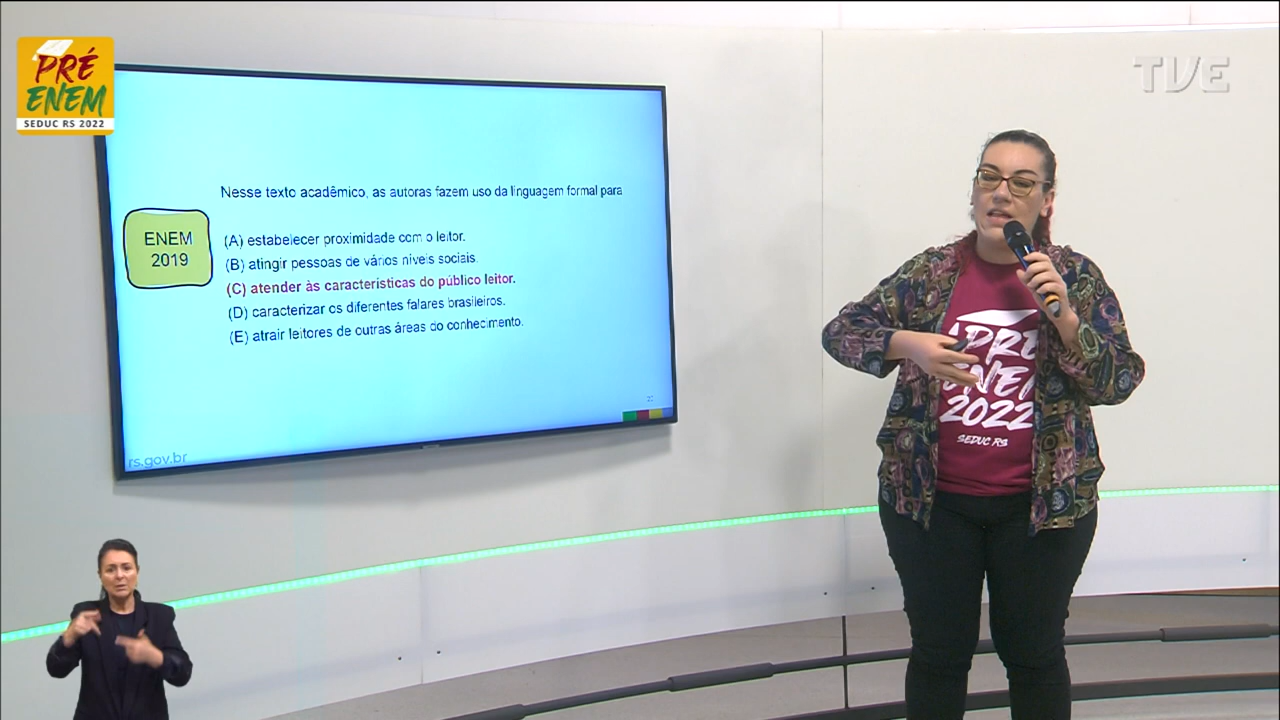 PRÉ
ENEM
SEDUC RS 2022
TVE
Nesse texto acadêmico, as autoras fazem uso da linguagem formal para
ENEM
2019
(A) estabelecer proximidade com o leitor.
(B) atingir pessoas de vários níveis sociais.
(C) atender às características do público leitor.
(D) caracterizar os diferentes falares brasileiros.
(E) atrair leitores de outras áreas do conhecimento.
rs.gov.br
PRÉ
ENEM
2022
SEDUC RS